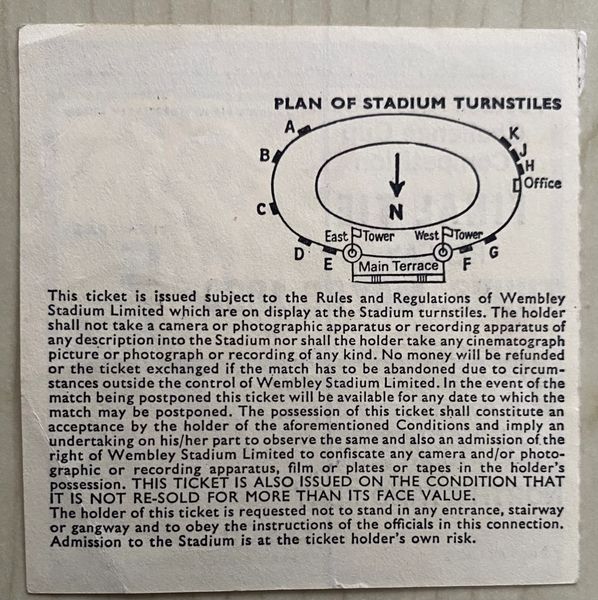 PLAN OF STADIUM TURNSTILES
A
K
J
B
H
Office
C
N
East Tower
West Tower
D
E
Main Terrace
F
G
This ticket is issued subject to the Rules and Regulations of Wembley
Stadium Limited which are on display at the Stadium turnstiles. The holder
shall not take a camera or photographic apparatus or recording apparatus of
any description into the Stadium nor shall the holder take any cinematograph
picture or photograph or recording of any kind. No money will be refunded
or the ticket exchanged if the match has to be abandoned due to circum-
stances outside the control of Wembley Stadium Limited. In the event of the
match being postponed this ticket will be available for any date to which the
match may be postponed. The possession of this ticket shall constitute an
acceptance by the holder of the aforementioned Conditions and imply an
undertaking on his/her part to observe the same and also an admission of the
right of Wembley Stadium Limited to confiscate any camera and/or photo-
graphic or recording apparatus, film or plates or tapes in the holder's
possession. THIS TICKET IS ALSO ISSUED ON THE CONDITION THAT
IT IS NOT RE-SOLD FOR MORE THAN ITS FACE VALUE.
The holder of this ticket is requested not to stand in any entrance, stairway
or gangway and to obey the instructions of the officials in this connection.
Admission to the Stadium is at the ticket holder's own risk.